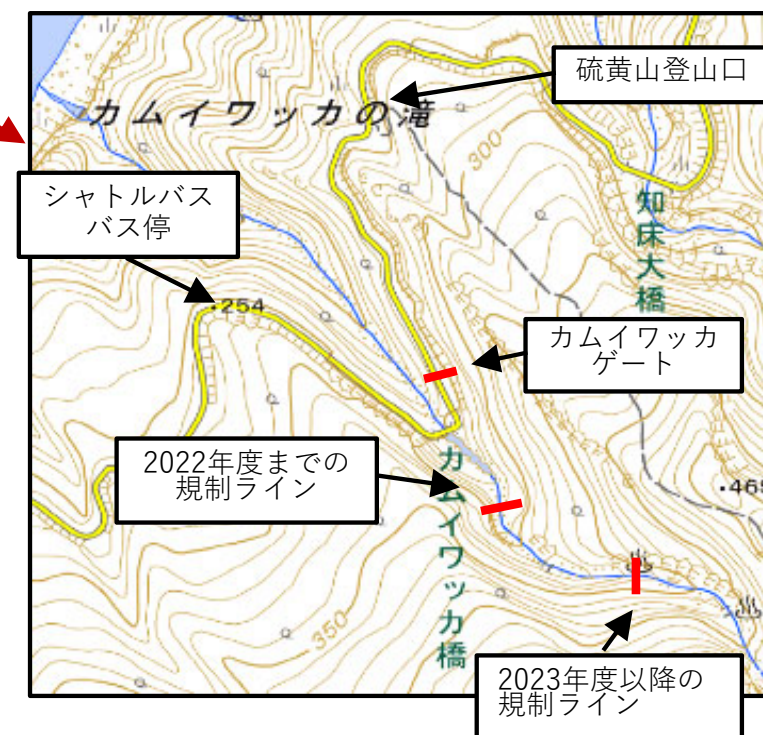 硫黄山登山口
カムイワッカの滝
300
シャトルバス
バス停
知床大橋
・254
カムイワッカ
ゲート
2022年度までの
規制ライン
カムイワッカ橋
350
2023年度以降の
規制ライン